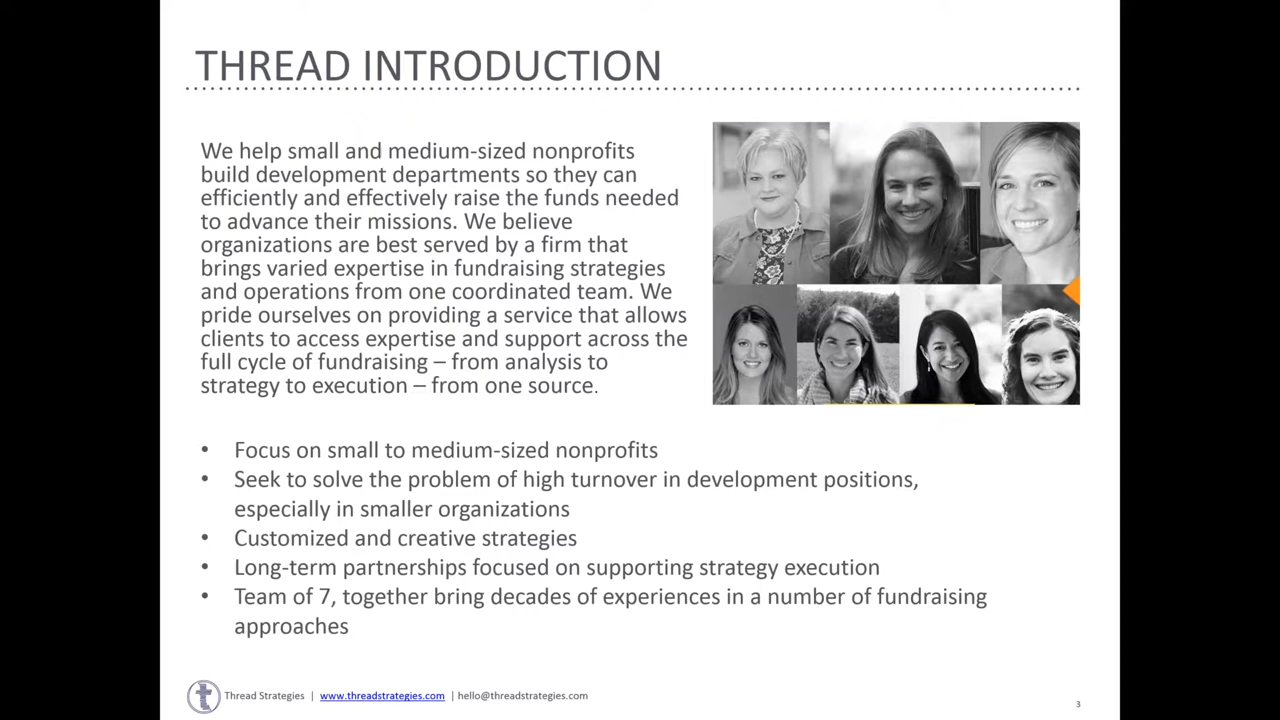 THREAD INTRODUCTION
We help small and medium-sized nonprofits
build development departments so they can
efficiently and effectively raise the funds needed
to advance their missions. We believe
organizations are best served by a firm that
brings varied expertise in fundraising strategies
and operations from one coordinated team. We
pride ourselves on providing a service that allows
clients to access expertise and support across the
full cycle of fundraising – from analysis to
strategy to execution – from one source.
• Focus on small to medium-sized nonprofits
• Seek to solve the problem of high turnover in development positions,
especially in smaller organizations
• Customized and creative strategies
• Long-term partnerships focused on supporting strategy execution
• Team of 7, together bring decades of experiences in a number of fundraising
approaches
t Thread Strategies | www.threadstrategies.com | hello@threadstrategies.com
3